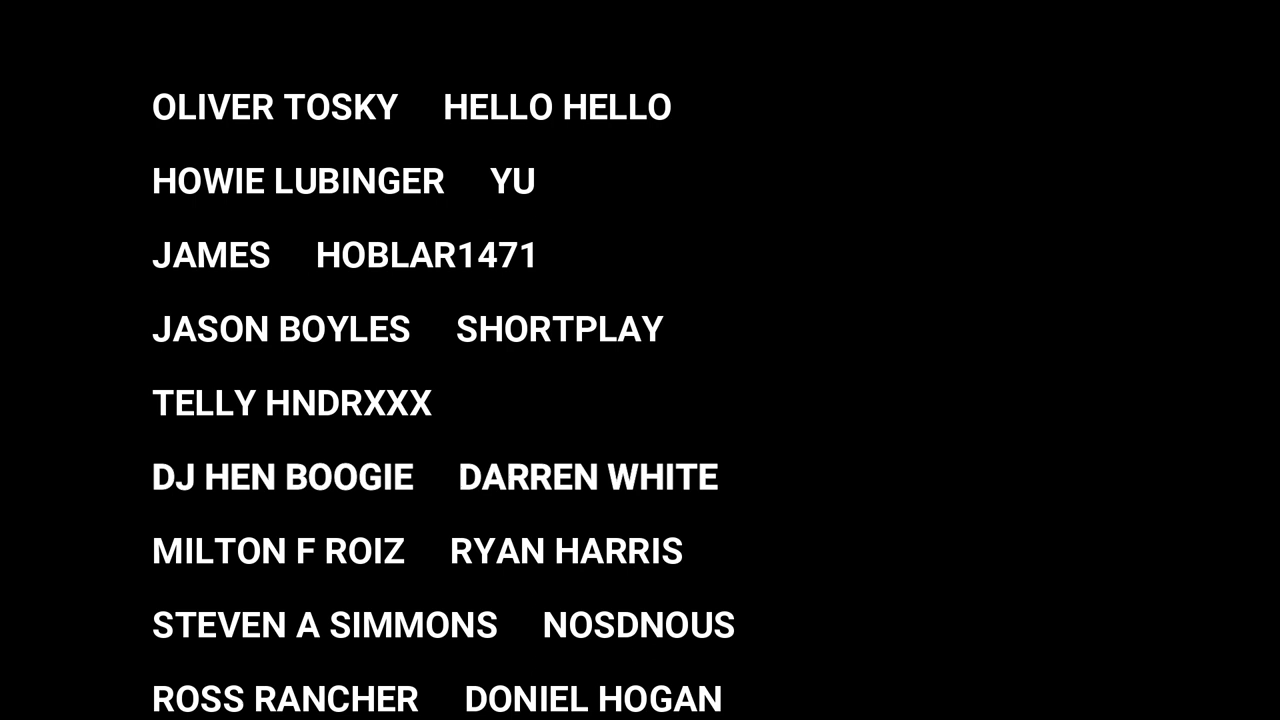 OLIVER TOSKY HELLO HELLO
HOWIE LUBINGER YU
JAMES HOBLAR1471
JASON BOYLES SHORTPLAY
TELLY HNDRXXX
DJ HEN BOOGIE DARREN WHITE
MILTON F ROIZ RYAN HARRIS
STEVEN A SIMMONS NOSDNOUS
ROSS RANCHER DONIEL HOGAN